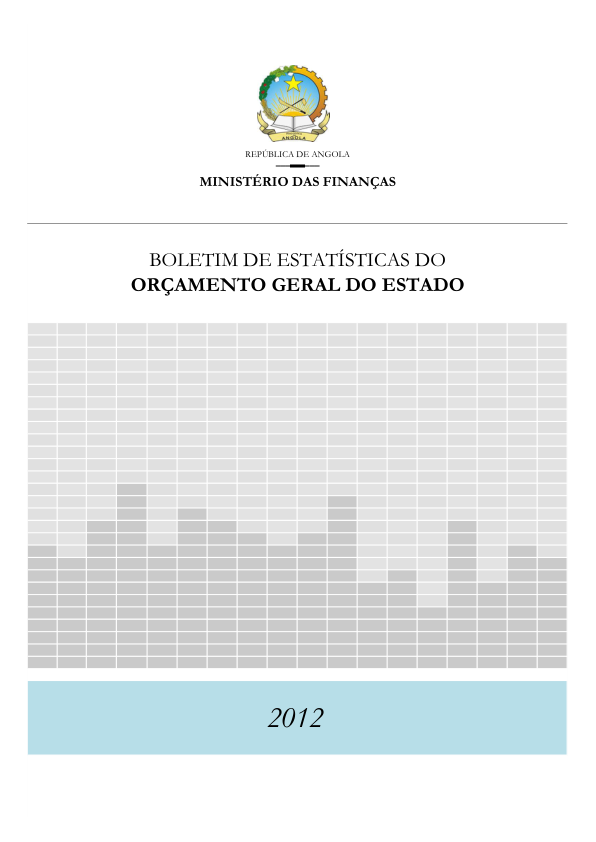 ANGOLA
REPÚBLICA DE ANGOLA
MINISTÉRIO DAS FINANÇAS
BOLETIM DE ESTATÍSTICAS DO
ORÇAMENTO GERAL DO ESTADO
2012